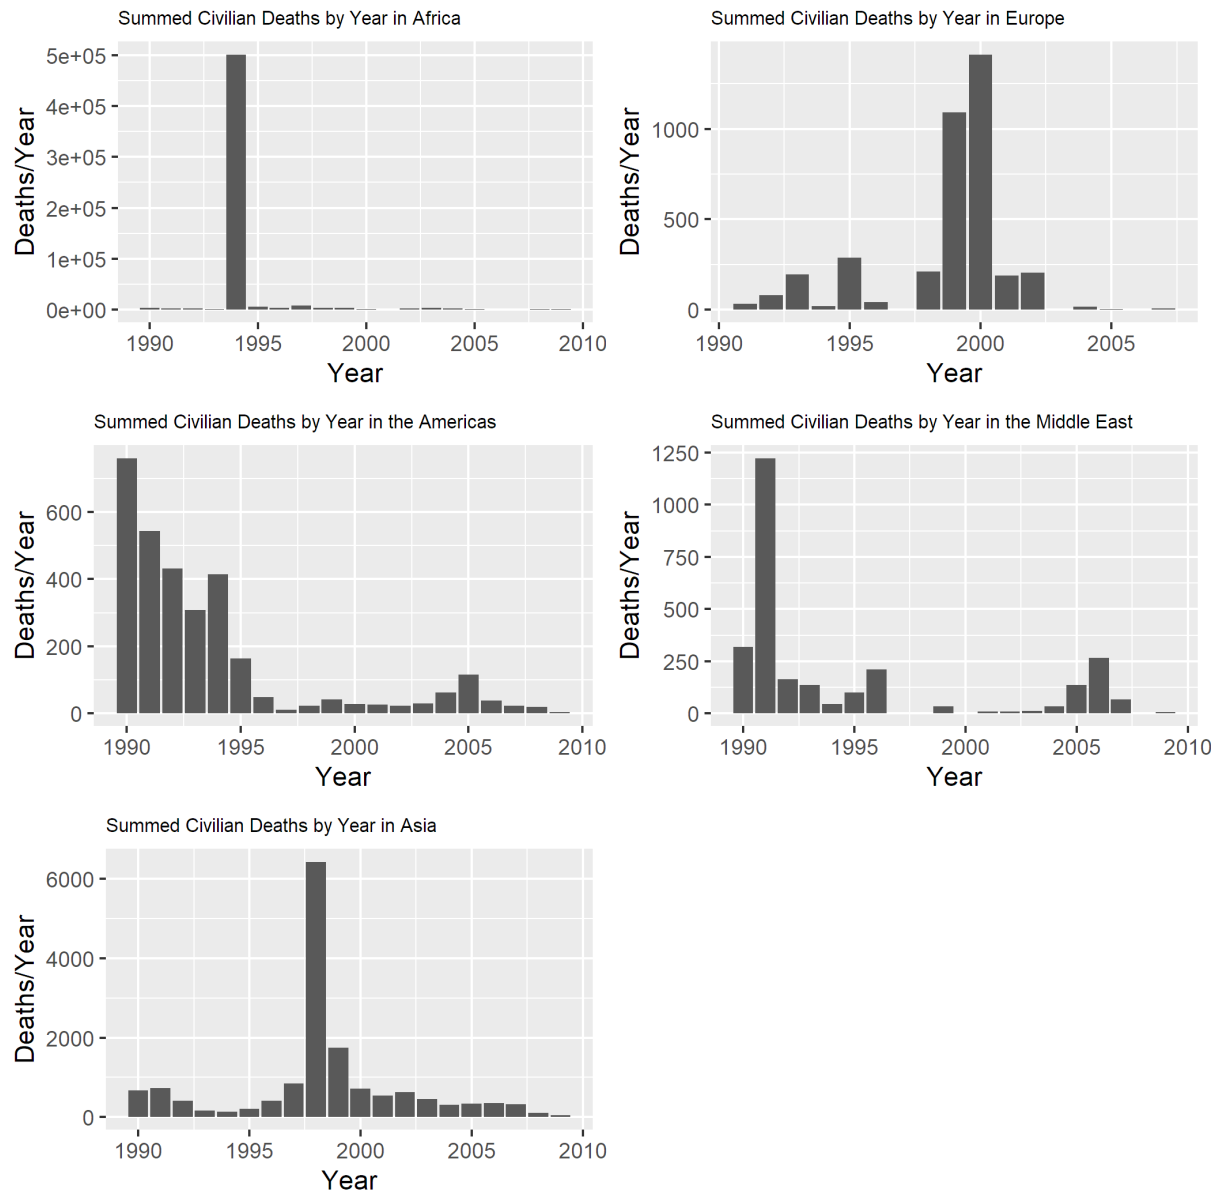 Summed Civilian Deaths by Year in Africa
Deaths/Year
5e+05
4e+05
3e+05
2e+05
1e+05
0e+00
1990 1995 2000 2005 2010
Year
Summed Civilian Deaths by Year in Europe
Deaths/Year
1000
500
0
1990 1995 2000 2005
Year
Summed Civilian Deaths by Year in the Americas
Deaths/Year
600
400
200
0
1990 1995 2000 2005 2010
Year
Summed Civilian Deaths by Year in the Middle East
Deaths/Year
1250
1000
750
500
250
0
1990 1995 2000 2005 2010
Year
Summed Civilian Deaths by Year in Asia
Deaths/Year
6000
4000
2000
0
1990 1995 2000 2005 2010
Year